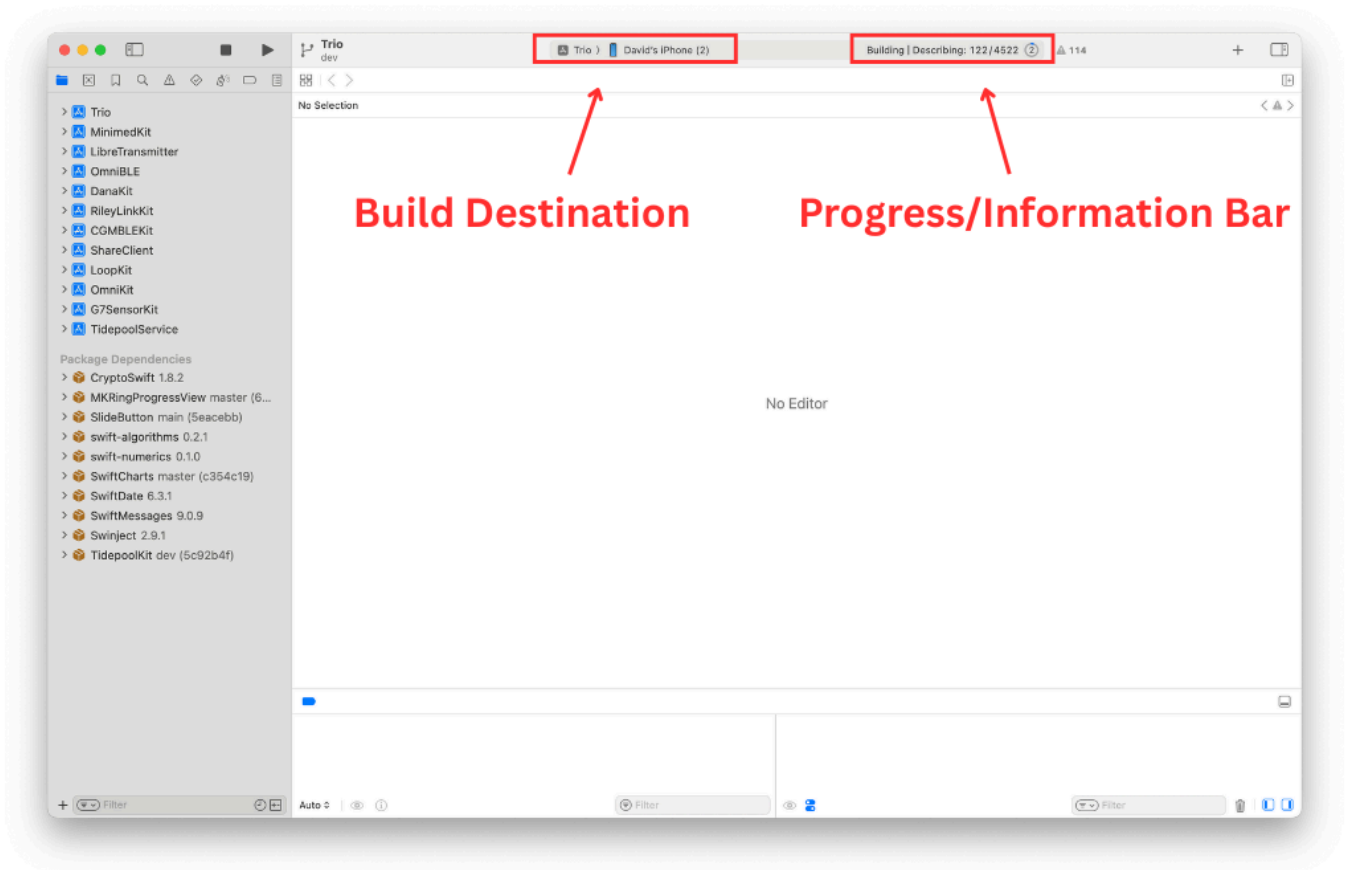 Trio
dev
Trio
David's iPhone (2)
Building | Describing: 122/4522
2
114
No Selection
Build Destination
Progress/Information Bar
Trio
MinimedKit
LibreTransmitter
OmniBLE
DanaKit
RileyLinkKit
CGMBLEKit
ShareClient
LoopKit
OmniKit
G7SensorKit
TidepoolService
Package Dependencies
CryptoSwift 1.8.2
MKRingProgressView master (6...
SlideButton main (5eacebb)
swift-algorithms 0.2.1
swift-numerics 0.1.0
SwiftCharts master (c354c19)
SwiftDate 6.3.1
SwiftMessages 9.0.9
Swinject 2.9.1
TidepoolKit dev (5c92b4f)
No Editor
Filter
Auto
Filter
Filter